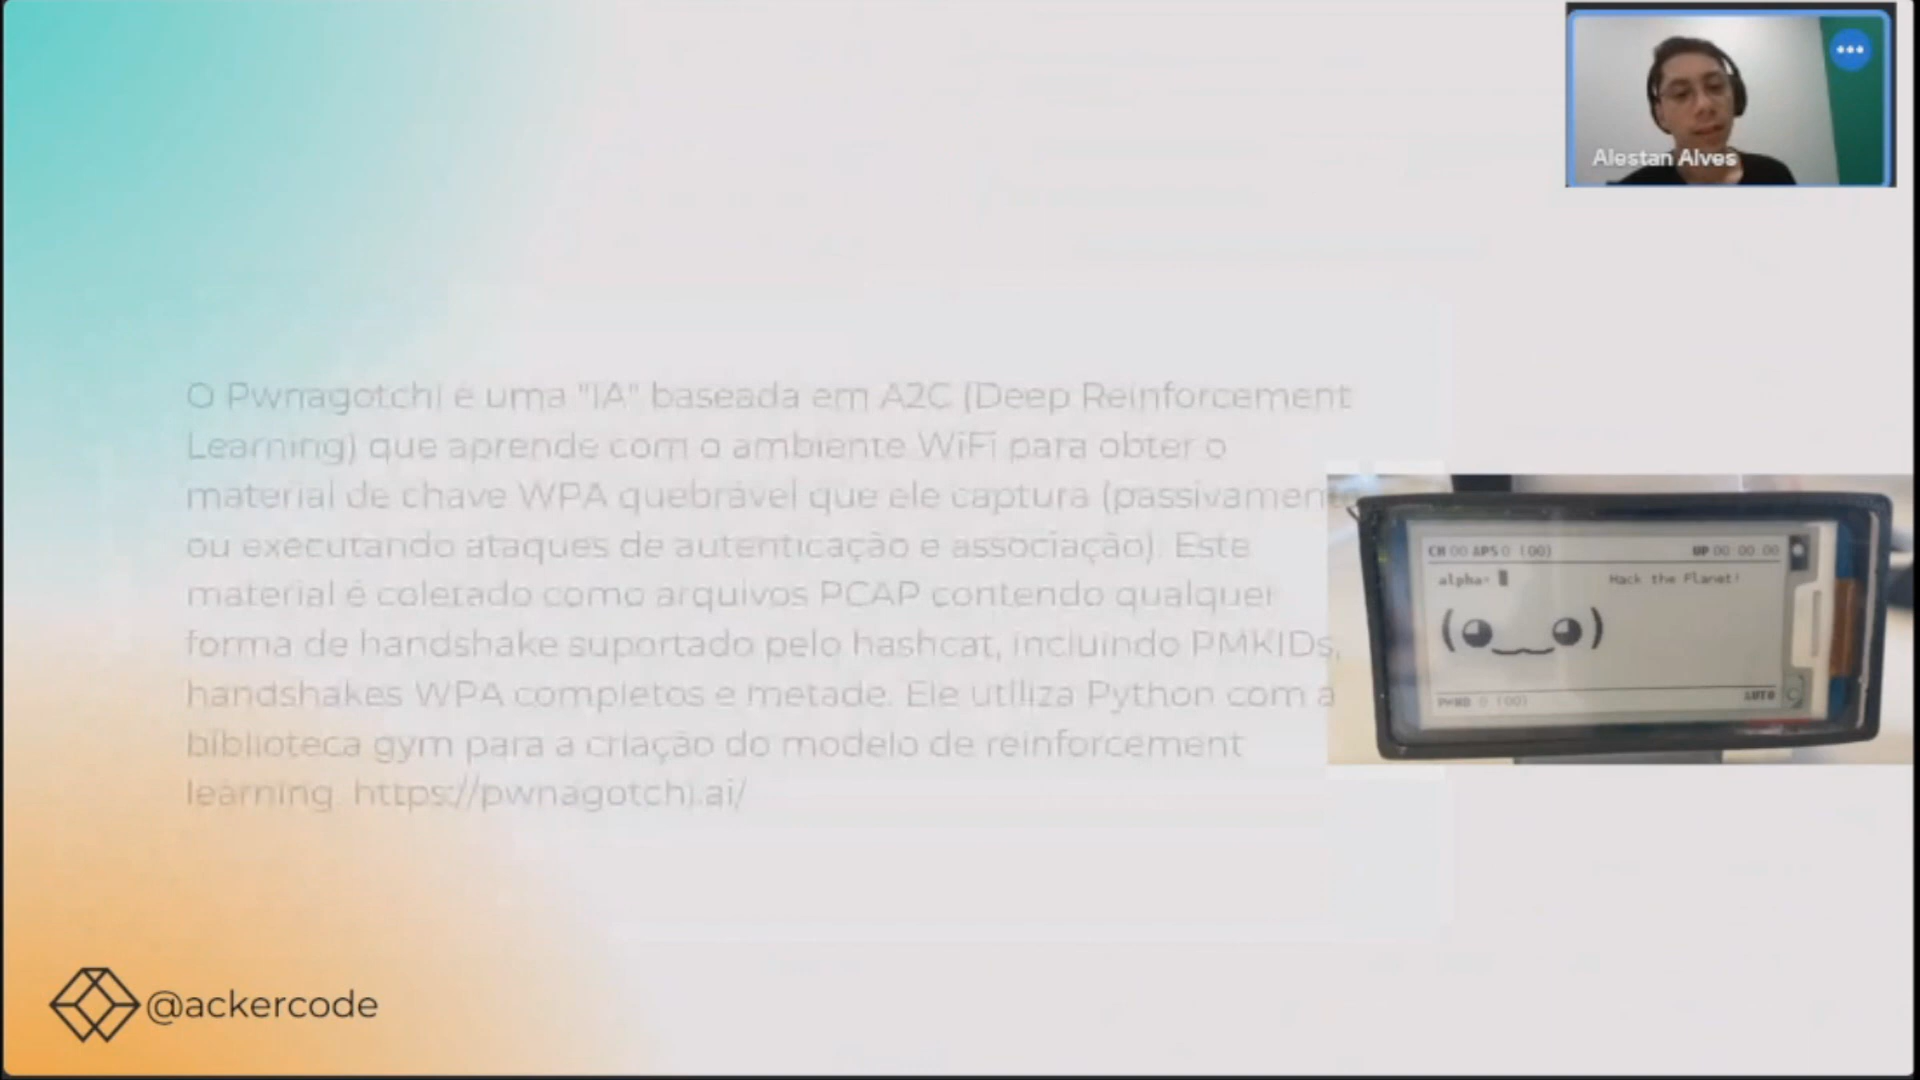 Alestan Alves
O Pwnagotchi é uma "IA" baseada em A2C (Deep Reinforcement
Learning) que aprende com o ambiente WiFi para obter o
material de chave WPA quebrável que ele captura (passivamente
ou executando ataques de autenticação e associação). Este
material é coletado como arquivos PCAP contendo qualquer
forma de handshake suportado pelo hashcat, incluindo PMKIDs,
handshakes WPA completos e metade. Ele utiliza Python com a
biblioteca gym para a criação do modelo de reinforcement
learning. https://pwnagotchi.ai/
CH 00 APS 0 (00) UP 00:00:00
alpha> Hack the Planet!
PWND 0 (00) AUTO
@ackercode